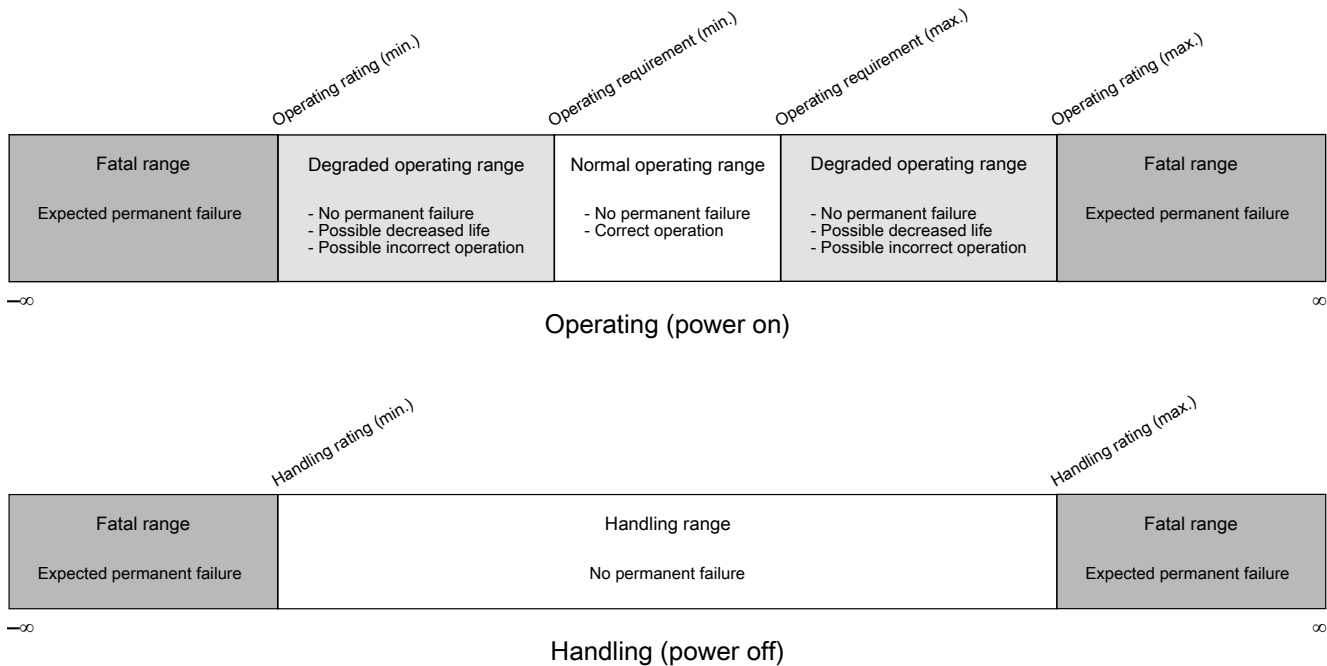 Operating rating (min.)
Operating requirement (min.)
Operating requirement (max.)
Operating rating (max.)
Fatal range
Expected permanent failure
Degraded operating range
- No permanent failure
- Possible decreased life
- Possible incorrect operation
Normal operating range
- No permanent failure
- Correct operation
Degraded operating range
- No permanent failure
- Possible decreased life
- Possible incorrect operation
Fatal range
Expected permanent failure
–∞
∞
Operating (power on)
Handling rating (min.)
Handling rating (max.)
Fatal range
Expected permanent failure
Handling range
No permanent failure
Fatal range
Expected permanent failure
–∞
∞
Handling (power off)